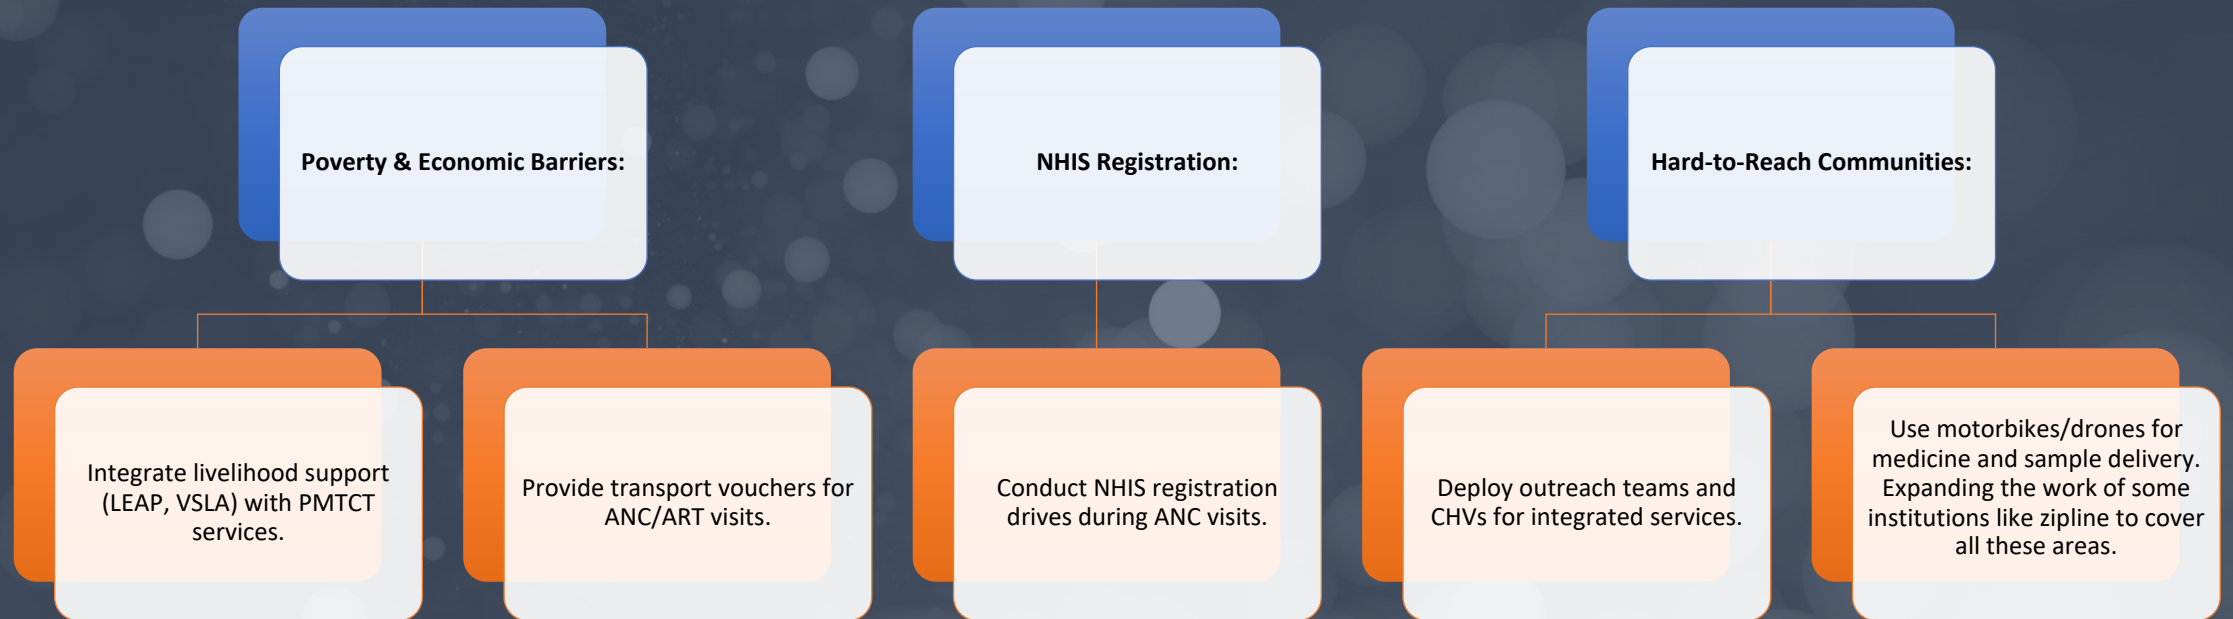 Poverty & Economic Barriers:
NHIS Registration:
Hard-to-Reach Communities:
Integrate livelihood support
(LEAP, VSLA) with PMTCT
services.
Provide transport vouchers for
ANC/ART visits.
Conduct NHIS registration
drives during ANC visits.
Deploy outreach teams and
CHVs for integrated services.
Use motorbikes/drones for
medicine and sample delivery.
Expanding the work of some
institutions like zipline to cover
all these areas.